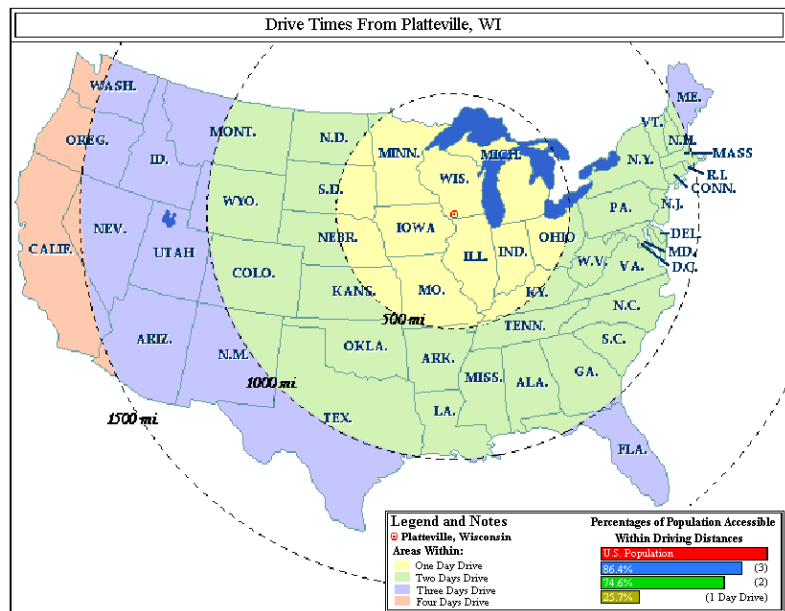 Drive Times From Platteville, WI
WASH.
ME.
MONT.
N.D.
VT.
OREG.
MINN.
MICH.
N.H.
MASS
ID.
N.Y.
WIS.
R.I.
S.D.
CONN.
WYO.
PA.
N.J.
NEV.
NEBR.
IOWA
OHIO
DEL.
CALIF.
UTAH
ILL.
IND.
MD.
COLO.
W.V.
VA.
D.C.
KANS.
MO.
KY.
500 mi.
N.C.
TENN.
ARIZ.
OKLA.
S.C.
N.M.
ARK.
GA.
1000 mi.
MISS.
ALA.
1500 mi.
TEX.
LA.
FLA.
Legend and Notes
Platteville, Wisconsin
Areas Within:
One Day Drive
Two Days Drive
Three Days Drive
Four Days Drive
Percentages of Population Accessible
Within Driving Distances
U.S. Population
86.4% (3)
74.6% (2)
25.7% (1 Day Drive)